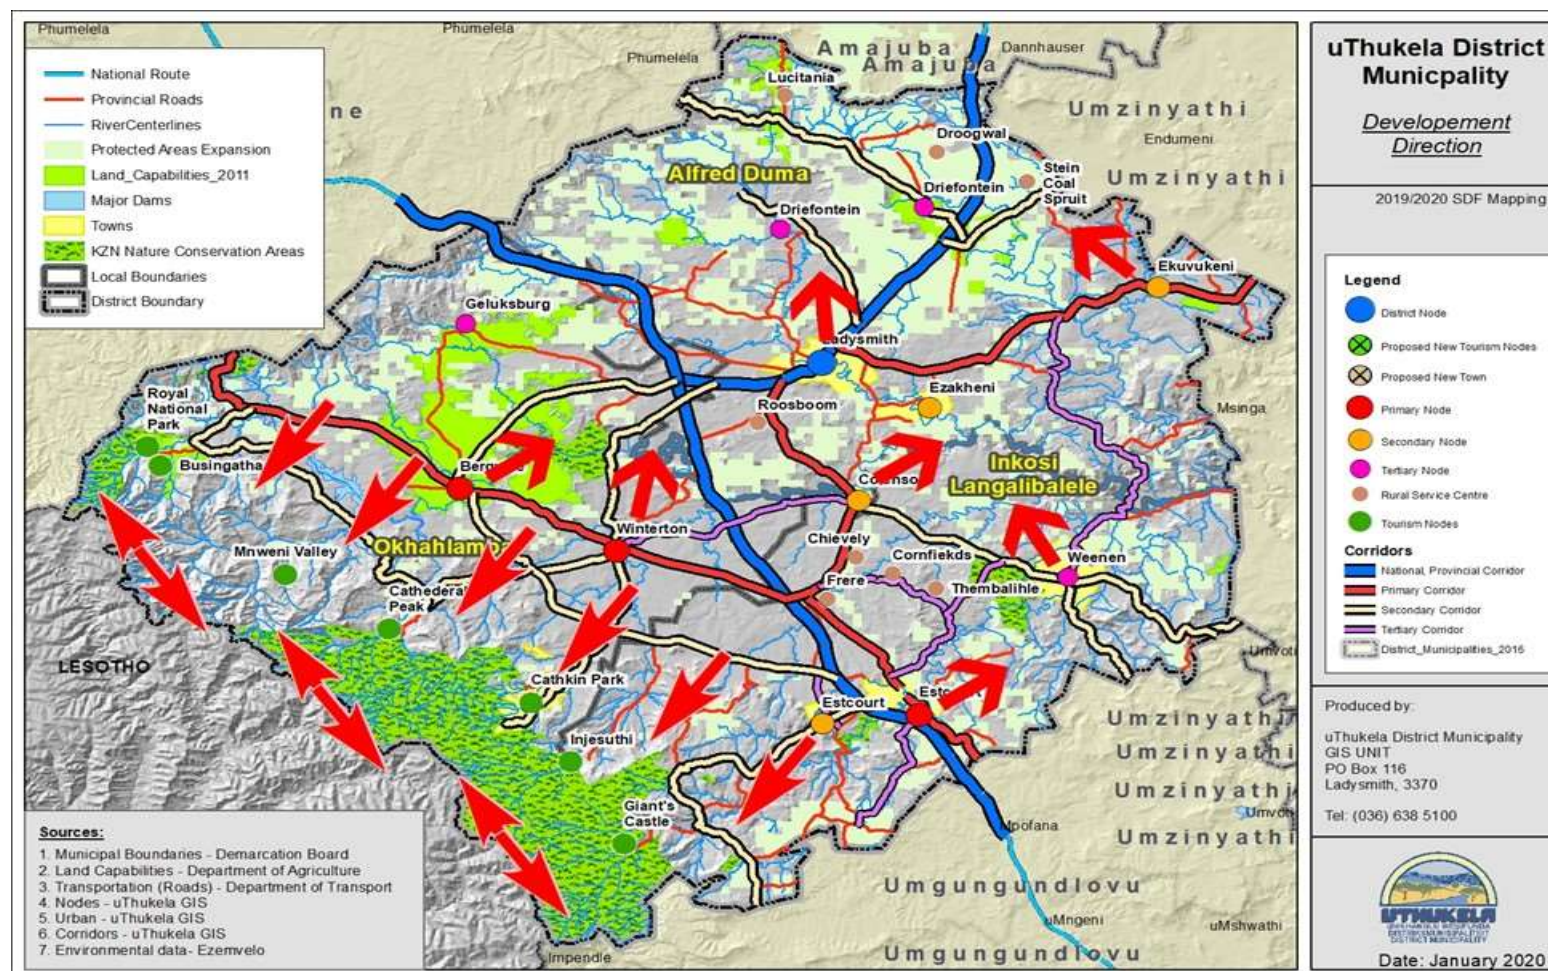 Phumelela
Phumelela
Phumelela
Amajuba
Amajuba
Dannhauser
National Route
Provincial Roads
RiverCenterlines
Protected Areas Expansion
Land_Capabilities_2011
Major Dams
Towns
KZN Nature Conservation Areas
Local Boundaries
District Boundary
ne
Lucitania
Umzinyathi
Droogwal
Endumeni
Alfred Duma
Stein
Coal
Spruit
Umzinyathi
Driefontein
Driefontein
Ekuvukeni
Geluksburg
Ladysmith
Royal
National
Park
Ezakheni
Roosboom
Msinga
Busingatha
Inkosi
Langalibalele
Winterton
Chievely
Okhahlamba
Mnweni Valley
Cornfiekds
Weenen
Frere
Thembalihle
Cathedera
Peak
LESOTHO
Umvoti
Cathkin Park
Estcourt
Estcourt
Injesuthi
Umzinyathi
Umzinyathi
Umzinyathi
Umzinyathi
Giant's
Castle
Mpofana
Umvoti
Umgungundlovu
uMngeni
uMshwathi
Umgungundlovu
Impendle
Sources:
1. Municipal Boundaries - Demarcation Board
2. Land Capabilities - Department of Agriculture
3. Transportation (Roads) - Department of Transport
4. Nodes - uThukela GIS
5. Urban - uThukela GIS
6. Corridors - uThukela GIS
7. Environmental data- Ezemvelo
uThukela District
Municpality
Developement
Direction
2019/2020 SDF Mapping
Legend
District Node
Proposed New Tourism Nodes
Proposed New Town
Primary Node
Secondary Node
Tertiary Node
Rural Service Centre
Tourism Nodes
Corridors
National, Provincial Corridor
Primary Corridor
Secondary Corridor
Tertiary Corridor
District_Municipalities_2016
Produced by:
uThukela District Municipality
GIS UNIT
PO Box 116
Ladysmith, 3370
Tel: (036) 638 5100
UTHUKELA
DISTRICT MUNICIPALITY
Date: January 2020